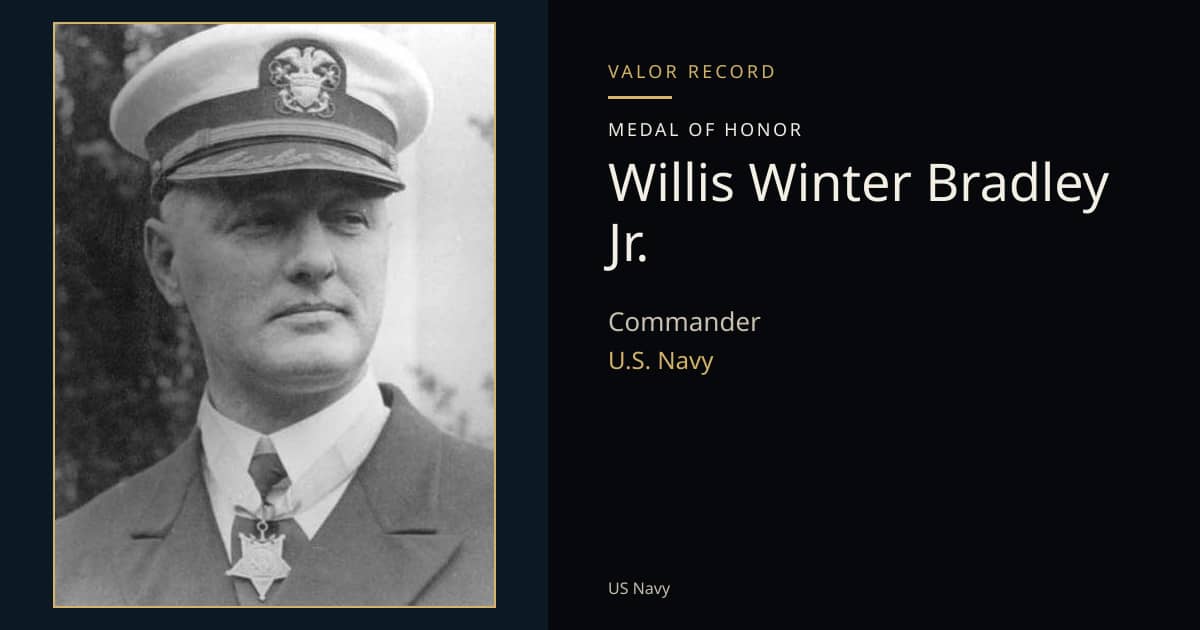 VALOR RECORD
MEDAL OF HONOR
Willis Winter Bradley
Jr.
Commander
U.S. Navy
US Navy